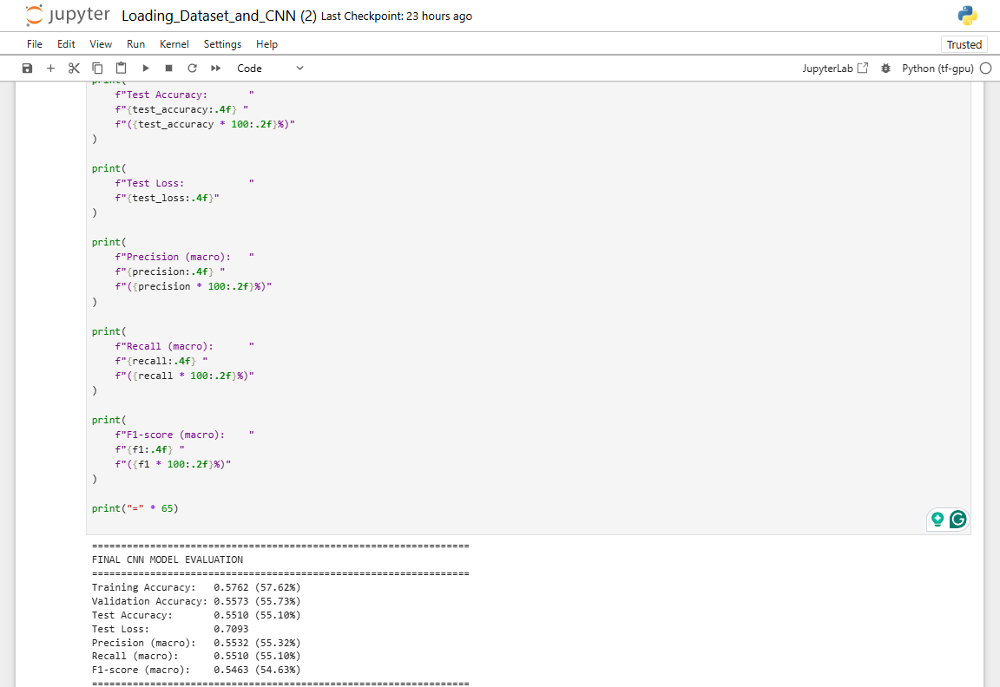 jupyter Loading_Dataset_and_CNN (2) Last Checkpoint: 23 hours ago
File Edit View Run Kernel Settings Help Trusted
Code JupyterLab Python (tf-gpu)
print(
    f"Test Accuracy:       "
    f"{test_accuracy:.4f} "
    f"({test_accuracy * 100:.2f}%)"
)
print(
    f"Test Loss:           "
    f"{test_loss:.4f}"
)
print(
    f"Precision (macro):   "
    f"{precision:.4f} "
    f"({precision * 100:.2f}%)"
)
print(
    f"Recall (macro):      "
    f"{recall:.4f} "
    f"({recall * 100:.2f}%)"
)
print(
    f"F1-score (macro):    "
    f"{f1:.4f} "
    f"({f1 * 100:.2f}%)"
)
print("=" * 65)
=================================================================
FINAL CNN MODEL EVALUATION
=================================================================
Training Accuracy:   0.5762 (57.62%)
Validation Accuracy: 0.5573 (55.73%)
Test Accuracy:       0.5510 (55.10%)
Test Loss:           0.7093
Precision (macro):   0.5532 (55.32%)
Recall (macro):      0.5510 (55.10%)
F1-score (macro):    0.5463 (54.63%)
=================================================================